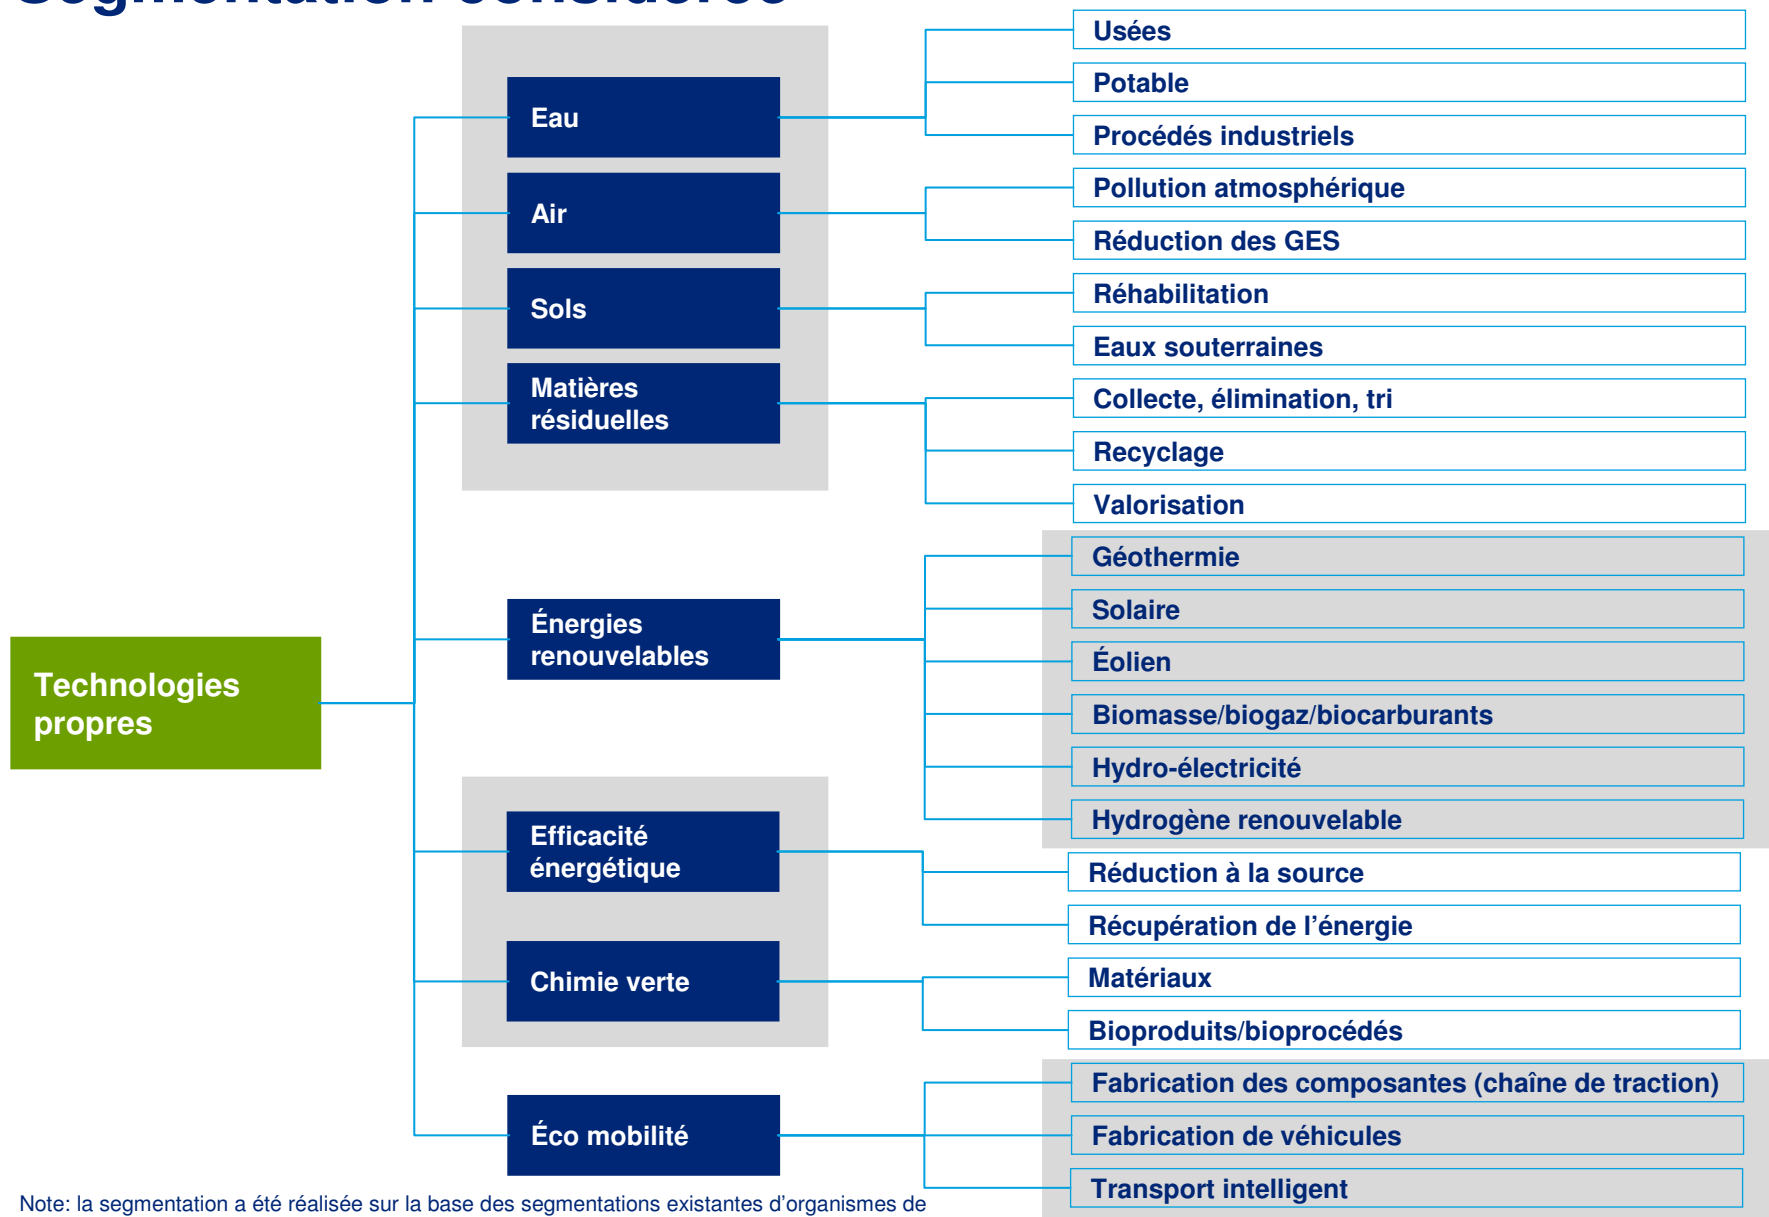 Segmentation considérée
Usées
Potable
Eau
Procédés industriels
Pollution atmosphérique
Air
Réduction des GES
Réhabilitation
Sols
Eaux souterraines
Matières
résiduelles
Collecte, élimination, tri
Recyclage
Valorisation
Géothermie
Solaire
Énergies
renouvelables
Éolien
Biomasse/biogaz/biocarburants
Hydro-électricité
Hydrogène renouvelable
Technologies
propres
Efficacité
énergétique
Réduction à la source
Récupération de l’énergie
Chimie verte
Matériaux
Bioproduits/bioprocédés
Éco mobilité
Fabrication des composantes (chaîne de traction)
Fabrication de véhicules
Transport intelligent
Note: la segmentation a été réalisée sur la base des segmentations existantes d’organismes de